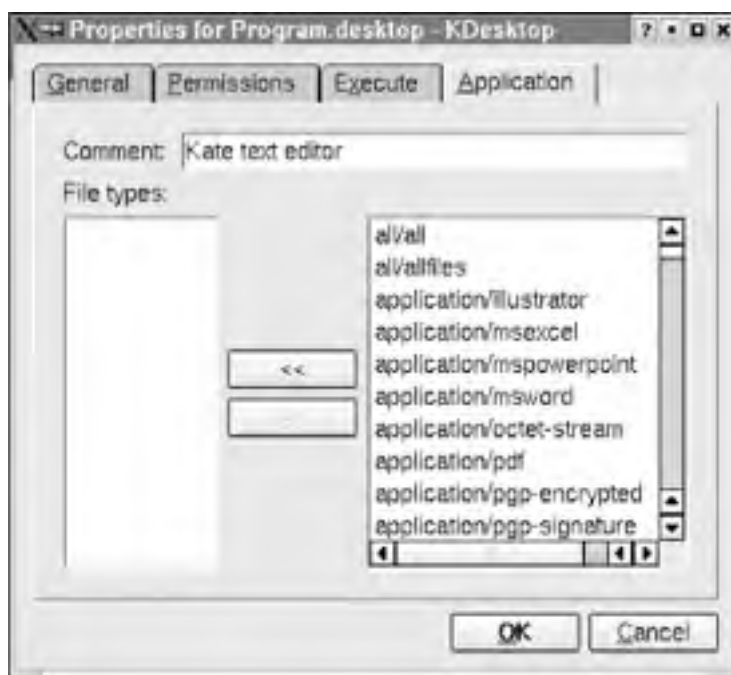 Properties for Program.desktop - KDesktop
General Permissions Execute Application
Comment: Kate text editor
File types:
all/all
all/allfiles
application/illustrator
application/msexcel
<<
application/mspowerpoint
application/msword
application/octet-stream
application/pdf
application/pgp-encrypted
application/pgp-signature
OK Cancel